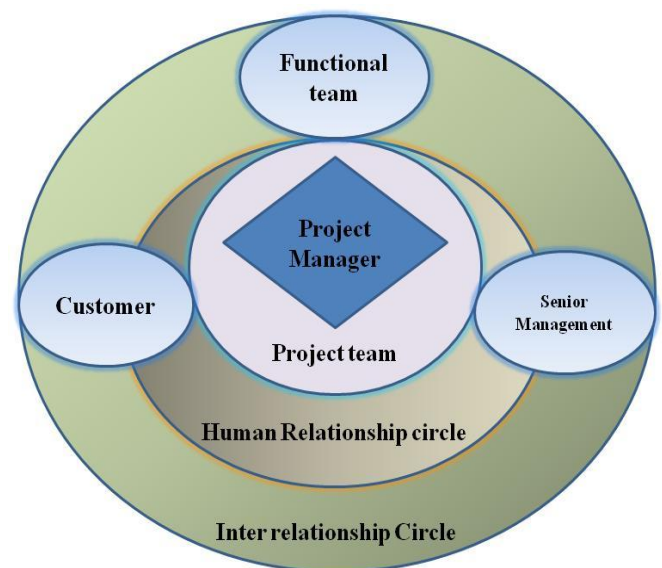 Functional
team
Project
Manager
Customer
Senior
Management
Project team
Human Relationship circle
Inter relationship Circle